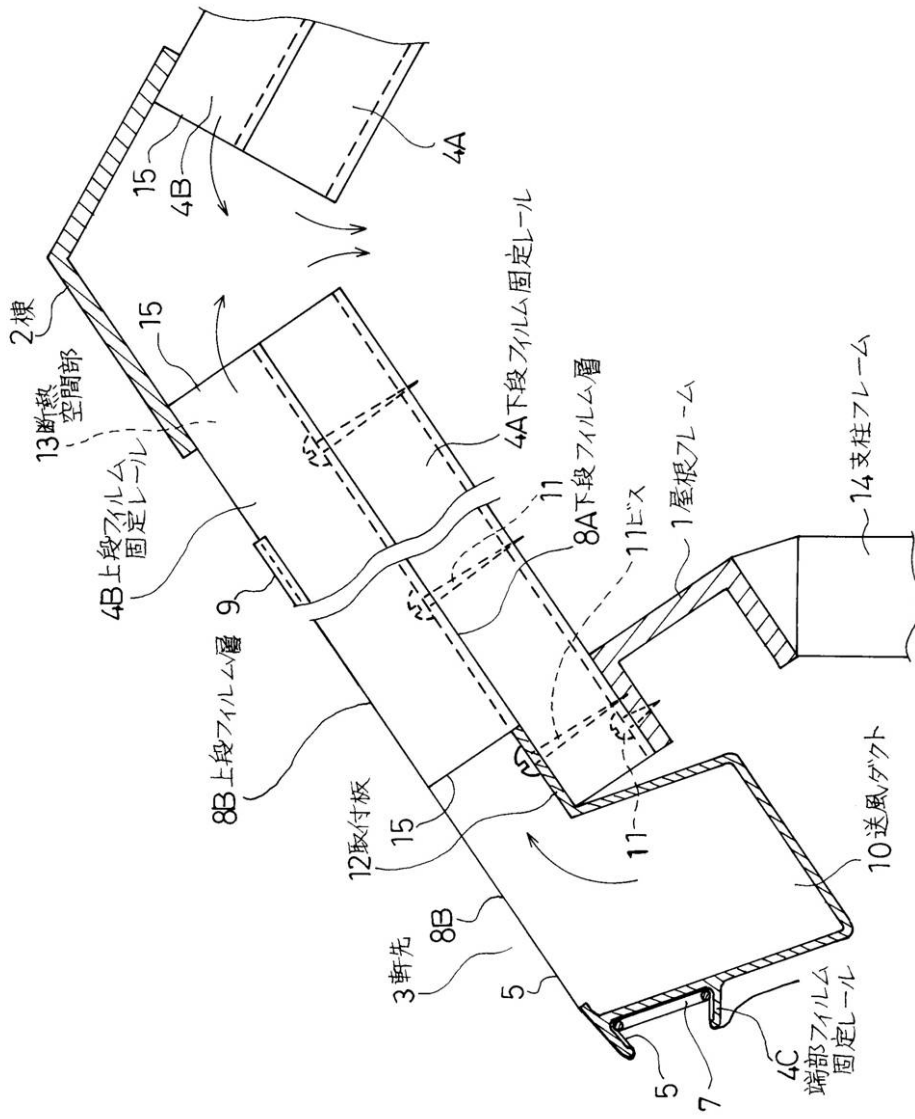 2棟
15
13断熱
空間部
4B上段フィルム
固定レール
9
8B上段フィルム層
15
12取付板
8B
3軒先
5
5
7
4C
端部フィルム
固定レール
10送風ダクト
11
11ビス
11
8A下段フィルム層
4A下段フィルム固定レール
1屋根フレーム
14支柱フレーム
15
4B
4A